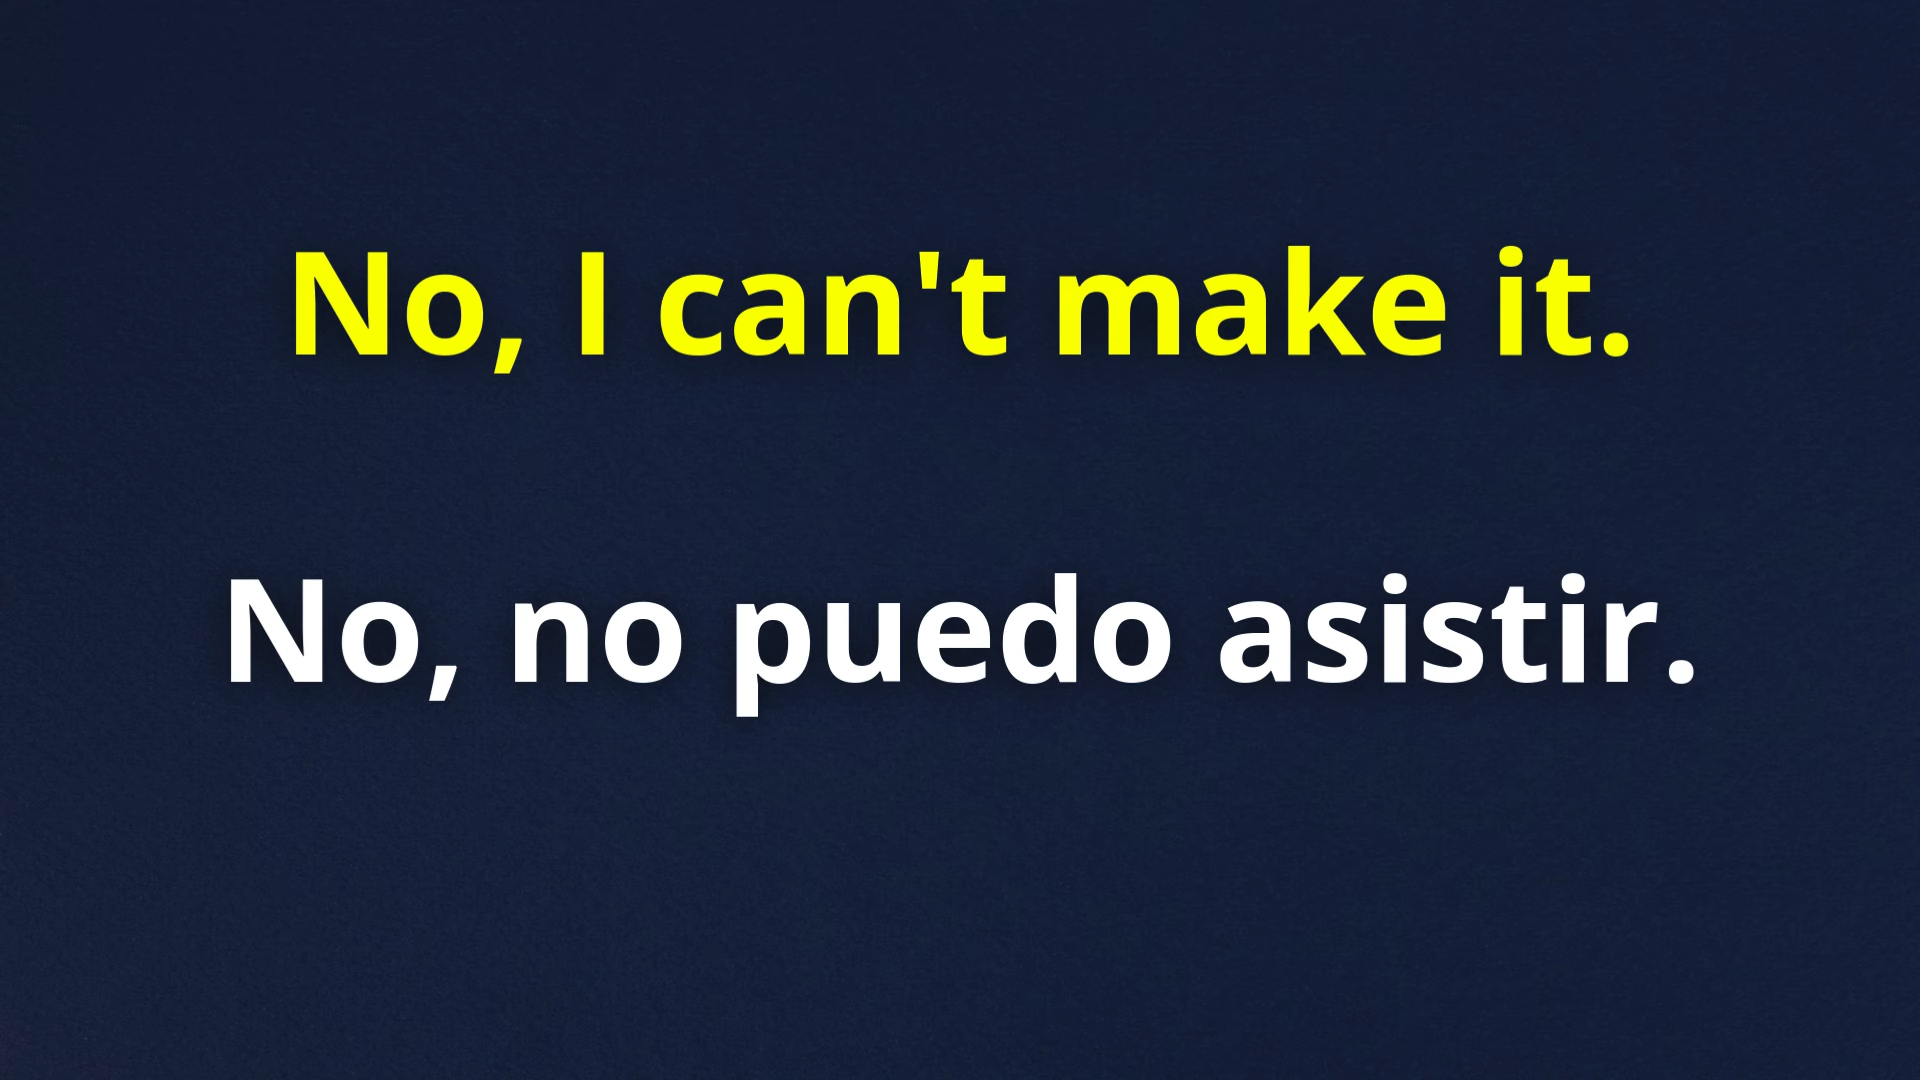 No, I can't make it.
No, no puedo asistir.